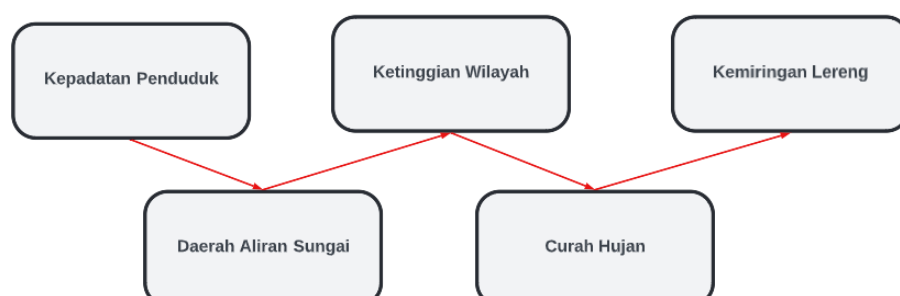 Kepadatan Penduduk
Ketinggian Wilayah
Kemiringan Lereng
Daerah Aliran Sungai
Curah Hujan